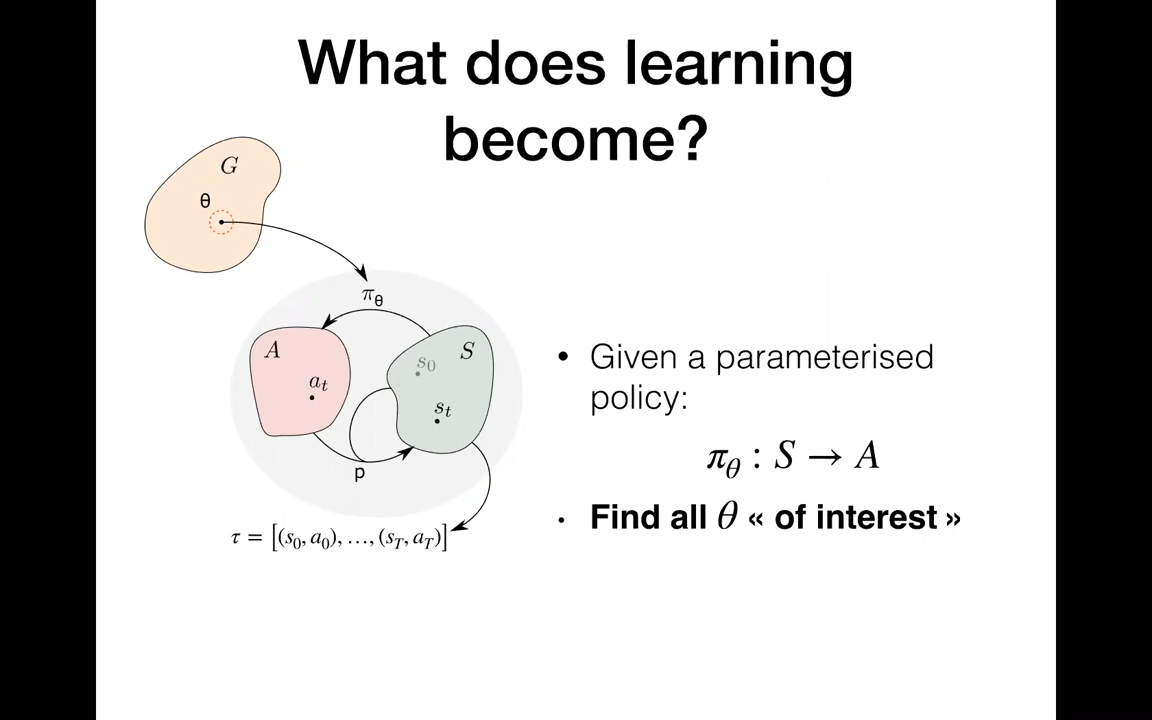 What does learning
become?
G
θ
π_θ
A
S
s_0
a_t
s_t
p
τ = [(s_0, a_0), …, (s_T, a_T)]
• Given a parameterised
policy:
π_θ : S → A
• Find all θ « of interest »